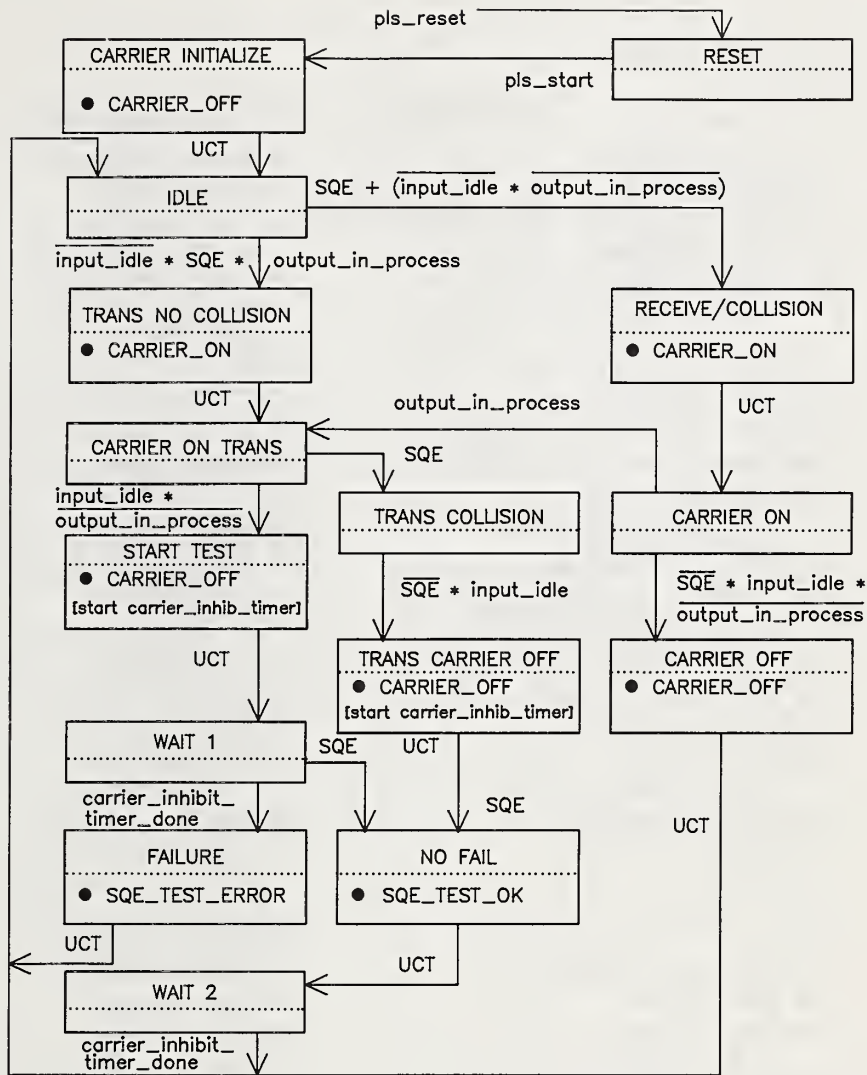 pls_reset
CARRIER INITIALIZE
● CARRIER_OFF
RESET
pls_start
UCT
IDLE
SQE + (input_idle * output_in_process)
input_idle * SQE * output_in_process
TRANS NO COLLISION
● CARRIER_ON
RECEIVE/COLLISION
● CARRIER_ON
UCT
UCT
output_in_process
CARRIER ON TRANS
SQE
input_idle *
output_in_process
TRANS COLLISION
CARRIER ON
START TEST
● CARRIER_OFF
[start carrier_inhib_timer]
SQE * input_idle
SQE * input_idle *
output_in_process
UCT
TRANS CARRIER OFF
● CARRIER_OFF
[start carrier_inhib_timer]
CARRIER OFF
● CARRIER_OFF
WAIT 1
SQE
UCT
carrier_inhibit_
timer_done
SQE
UCT
FAILURE
● SQE_TEST_ERROR
NO FAIL
● SQE_TEST_OK
UCT
UCT
WAIT 2
carrier_inhibit_
timer_done